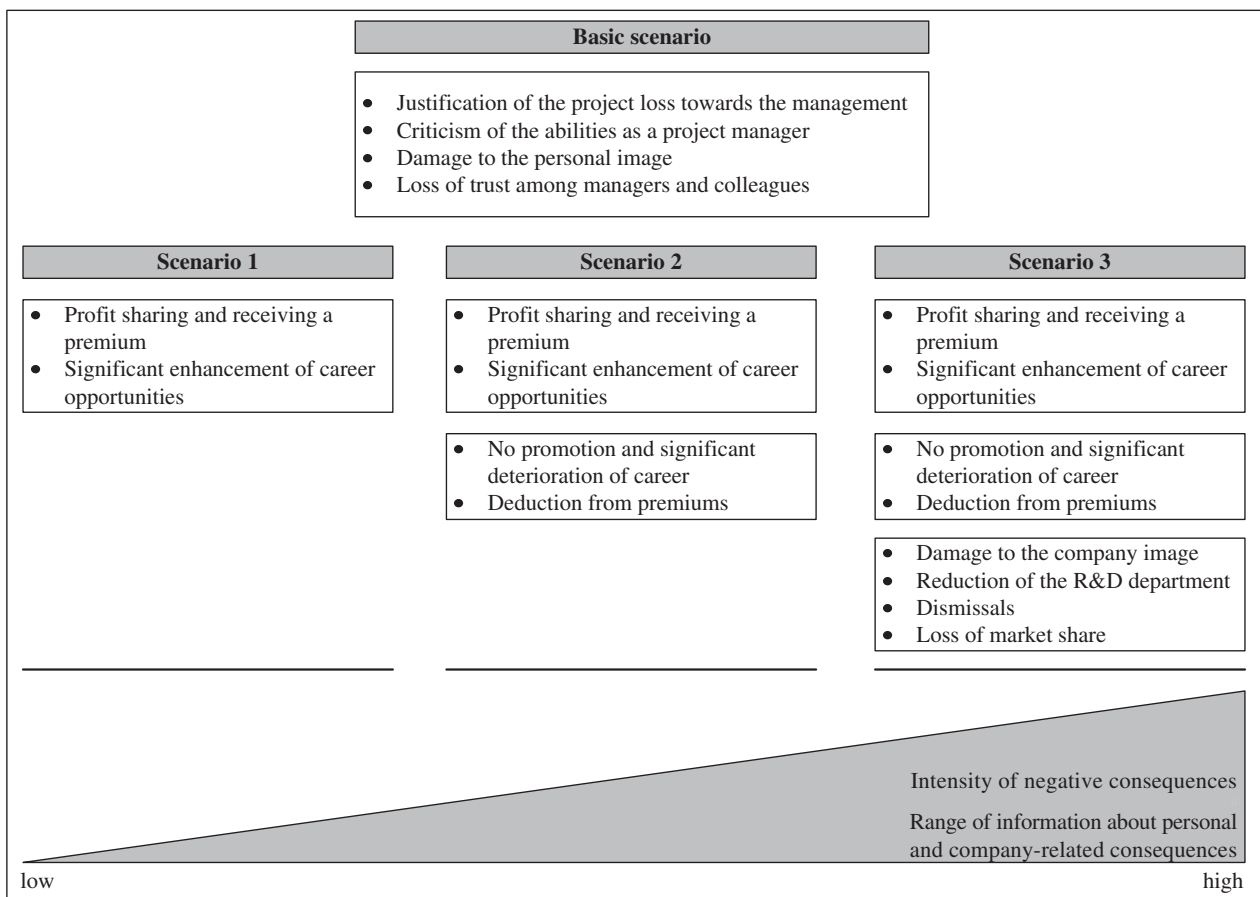 Basic scenario
• Justification of the project loss towards the management
• Criticism of the abilities as a project manager
• Damage to the personal image
• Loss of trust among managers and colleagues
Scenario 1
• Profit sharing and receiving a
premium
• Significant enhancement of career
opportunities
Scenario 2
• Profit sharing and receiving a
premium
• Significant enhancement of career
opportunities
• No promotion and significant
deterioration of career
• Deduction from premiums
Scenario 3
• Profit sharing and receiving a
premium
• Significant enhancement of career
opportunities
• No promotion and significant
deterioration of career
• Deduction from premiums
• Damage to the company image
• Reduction of the R&D department
• Dismissals
• Loss of market share
Intensity of negative consequences
Range of information about personal
and company-related consequences
low
high